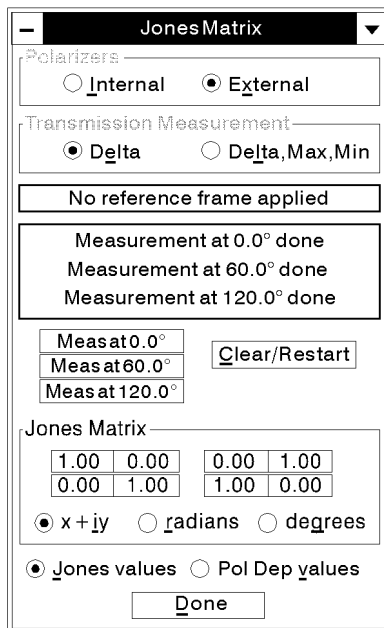 Jones Matrix
Polarizers
Internal External
Transmission Measurement
Delta Delta,Max,Min
No reference frame applied
Measurement at 0.0° done
Measurement at 60.0° done
Measurement at 120.0° done
Meas at 0.0°
Meas at 60.0°
Meas at 120.0°
Clear/Restart
Jones Matrix
1.00 0.00 0.00 1.00
0.00 1.00 1.00 0.00
x + iy radians degrees
Jones values Pol Dep values
Done